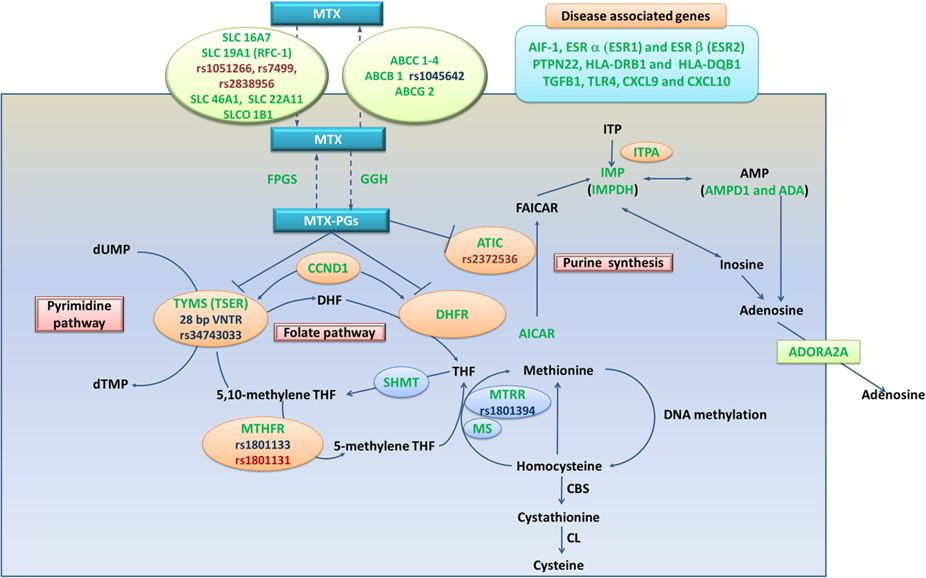 MTX
Disease associated genes
SLC 16A7
SLC 19A1 (RFC-1)
rs1051266, rs7499,
rs2838956
SLC 46A1, SLC 22A11
SLCO 1B1
ABCC 1-4
ABCB 1 rs1045642
ABCG 2
AIF-1, ESR α (ESR1) and ESR β (ESR2)
PTPN22, HLA-DRB1 and HLA-DQB1
TGFB1, TLR4, CXCL9 and CXCL10
MTX
FPGS
GGH
MTX-PGs
ITP
ITPA
IMP
(IMPDH)
AMP
(AMPD1 and ADA)
FAICAR
ATIC
rs2372536
Purine synthesis
Inosine
Adenosine
ADORA2A
Adenosine
dUMP
CCND1
Pyrimidine
pathway
TYMS (TSER)
28 bp VNTR
rs34743033
DHF
Folate pathway
DHFR
AICAR
dTMP
5,10-methylene THF
SHMT
THF
Methionine
MTRR
rs1801394
MS
DNA methylation
MTHFR
rs1801133
rs1801131
5-methylene THF
Homocysteine
CBS
Cystathionine
CL
Cysteine